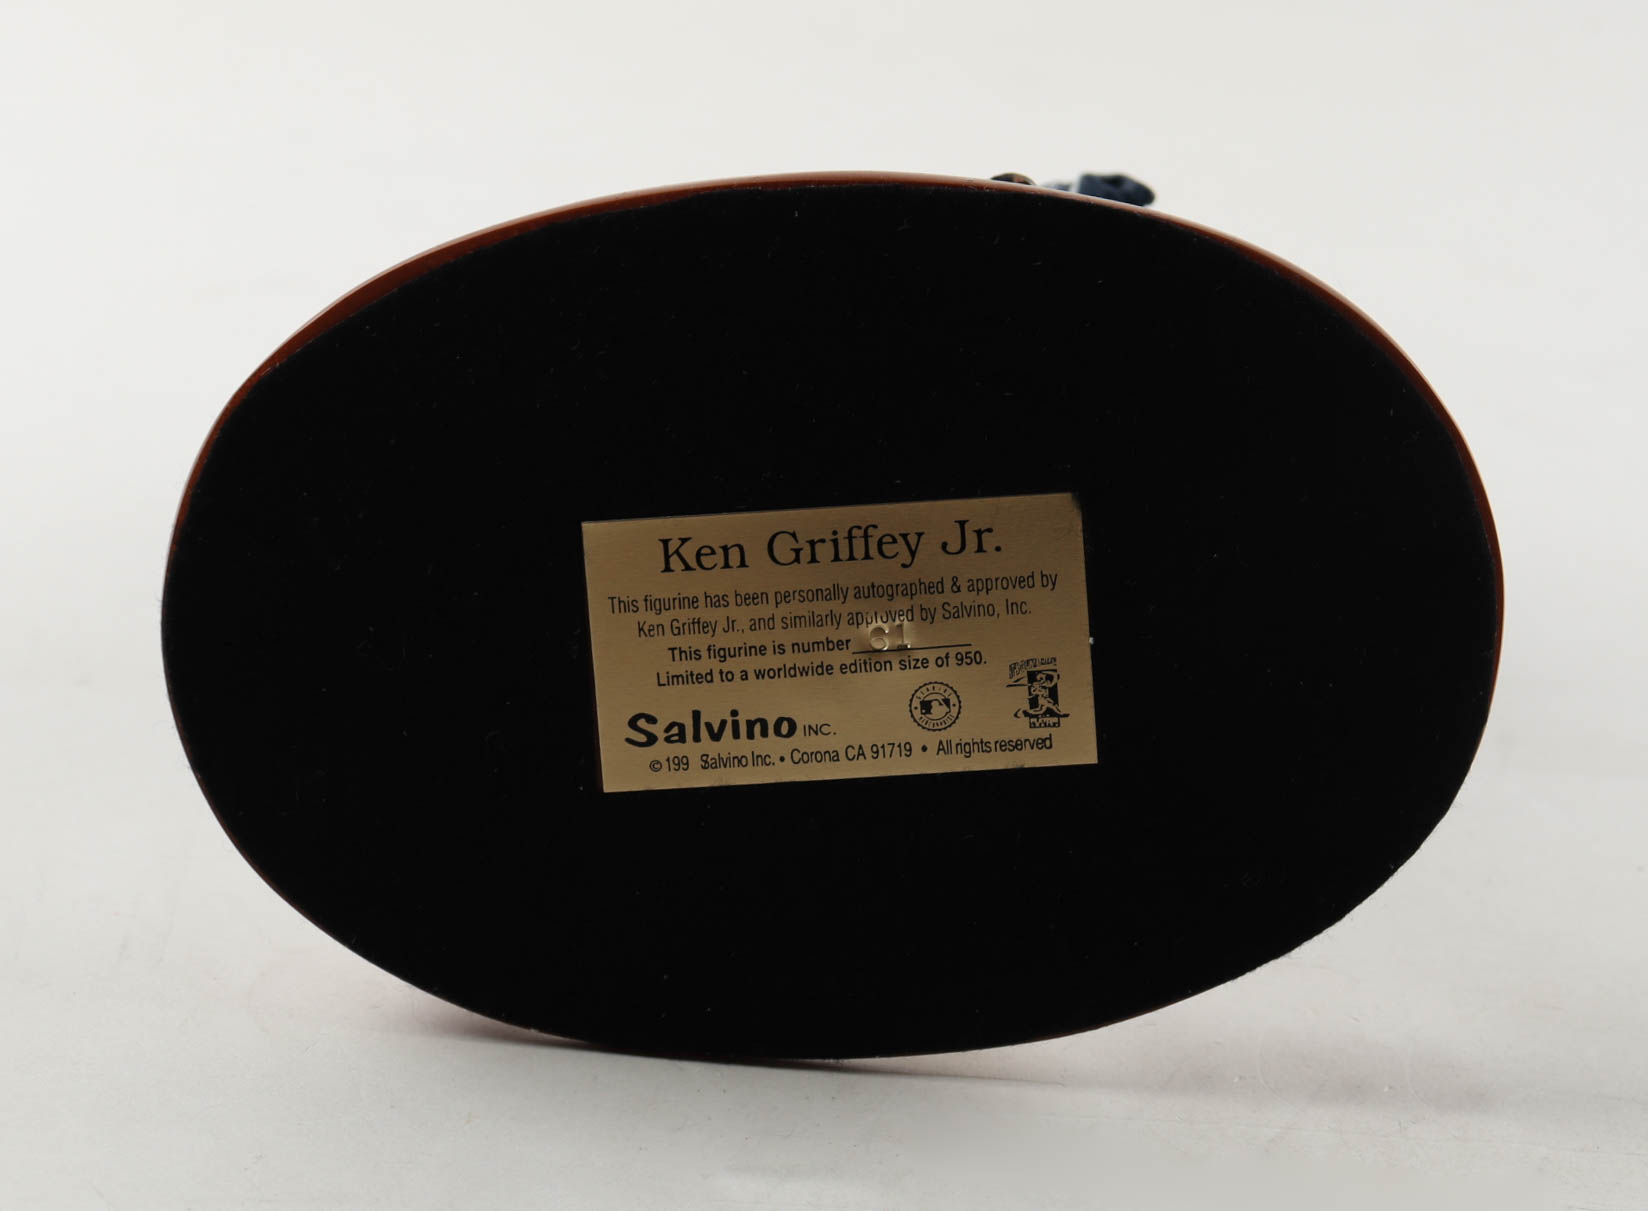 Ken Griffey Jr.
This figurine has been personally autographed & approved by
Ken Griffey Jr., and similarly approved by Salvino, Inc.
This figurine is number 61
Limited to a worldwide edition size of 950.
Salvino INC.
© 199 Salvino Inc. • Corona CA 91719 • All rights reserved